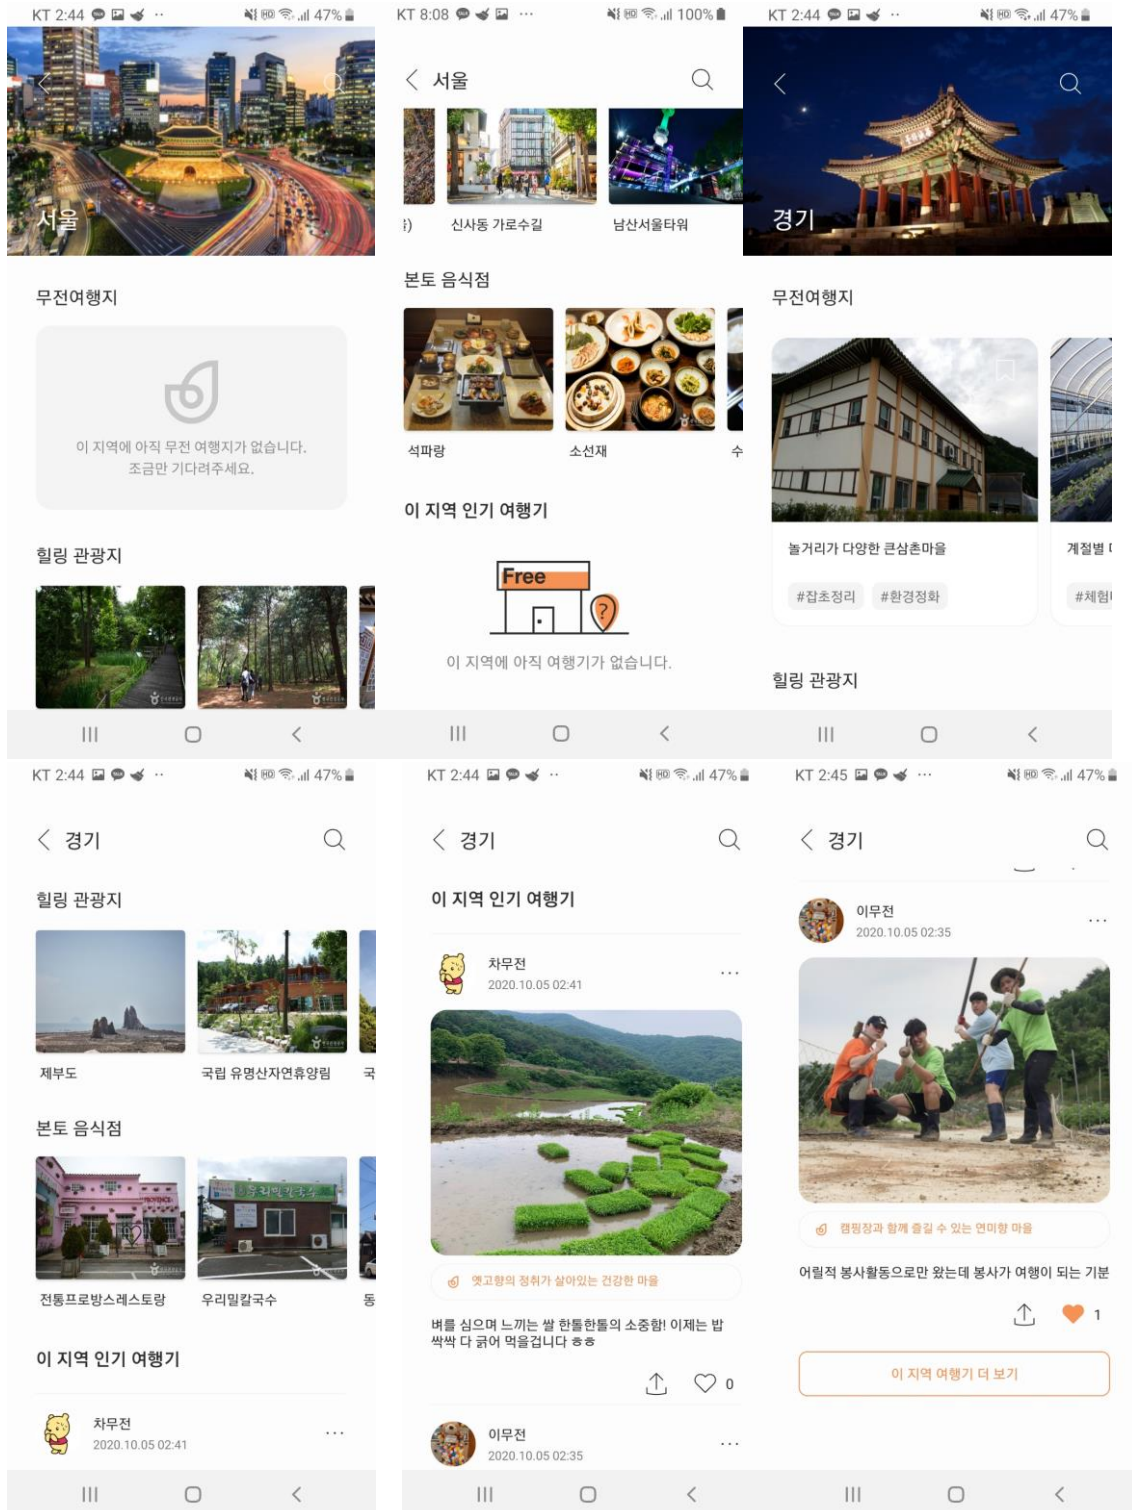 KT 2:44
47%
서울
무전여행지
이 지역에 아직 무전 여행지가 없습니다.
조금만 기다려주세요.
힐링 관광지
KT 8:08
100%
서울
신사동 가로수길
남산서울타워
본토 음식점
석파랑
소선재
수
이 지역 인기 여행기
Free
?
이 지역에 아직 여행기가 없습니다.
KT 2:44
47%
경기
무전여행지
놀거리가 다양한 큰삼촌마을
계절별
#잡초정리 #환경정화
#체험
힐링 관광지
KT 2:44
47%
경기
힐링 관광지
제부도
국립 유명산자연휴양림
국
본토 음식점
PROVENCE
우리밀칼국수
전통프로방스레스토랑
우리밀칼국수
동
이 지역 인기 여행기
차무전
2020.10.05 02:41
KT 2:44
47%
경기
이 지역 인기 여행기
차무전
2020.10.05 02:41
옛고향의 정취가 살아있는 건강한 마을
벼를 심으며 느끼는 쌀 한톨한톨의 소중함! 이제는 밥
싹싹 다 긁어 먹을겁니다 ㅎㅎ
0
이무전
2020.10.05 02:35
KT 2:45
47%
경기
이무전
2020.10.05 02:35
캠핑장과 함께 즐길 수 있는 연미향 마을
어릴적 봉사활동으로만 왔는데 봉사가 여행이 되는 기분
1
이 지역 여행기 더 보기